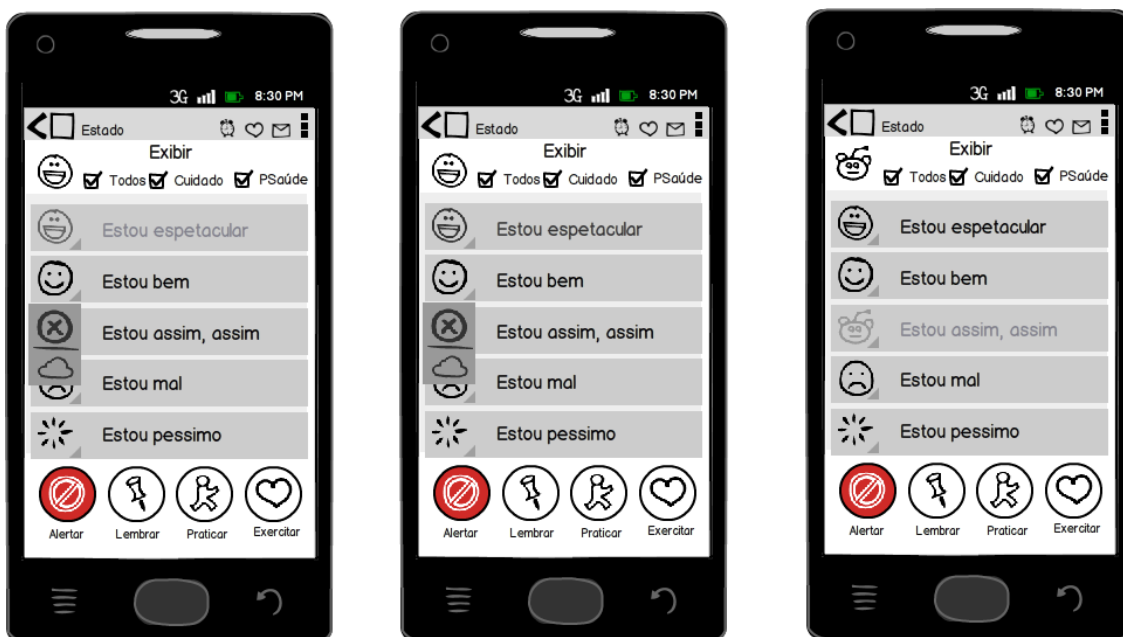 3G 8:30 PM
Estado
Exibir
Todos Cuidado PSaúde
Estou espetacular
Estou bem
Estou assim, assim
Estou mal
Estou pessimo
Alertar Lembrar Praticar Exercitar
3G 8:30 PM
Estado
Exibir
Todos Cuidado PSaúde
Estou espetacular
Estou bem
Estou assim, assim
Estou mal
Estou pessimo
Alertar Lembrar Praticar Exercitar
3G 8:30 PM
Estado
Exibir
Todos Cuidado PSaúde
Estou espetacular
Estou bem
Estou assim, assim
Estou mal
Estou pessimo
Alertar Lembrar Praticar Exercitar